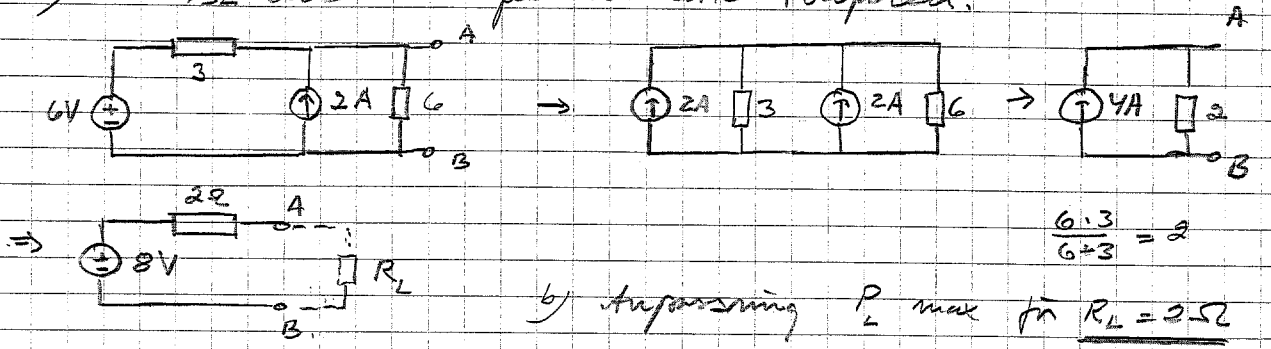 A
3
6V
2A
6
B
→
2A
3
2A
6
→
4A
2
A
B
⇒
8V
2Ω
A
R_L
B
6·3/6+3 = 2
b) Anpassning P_L max för R_L = 2Ω